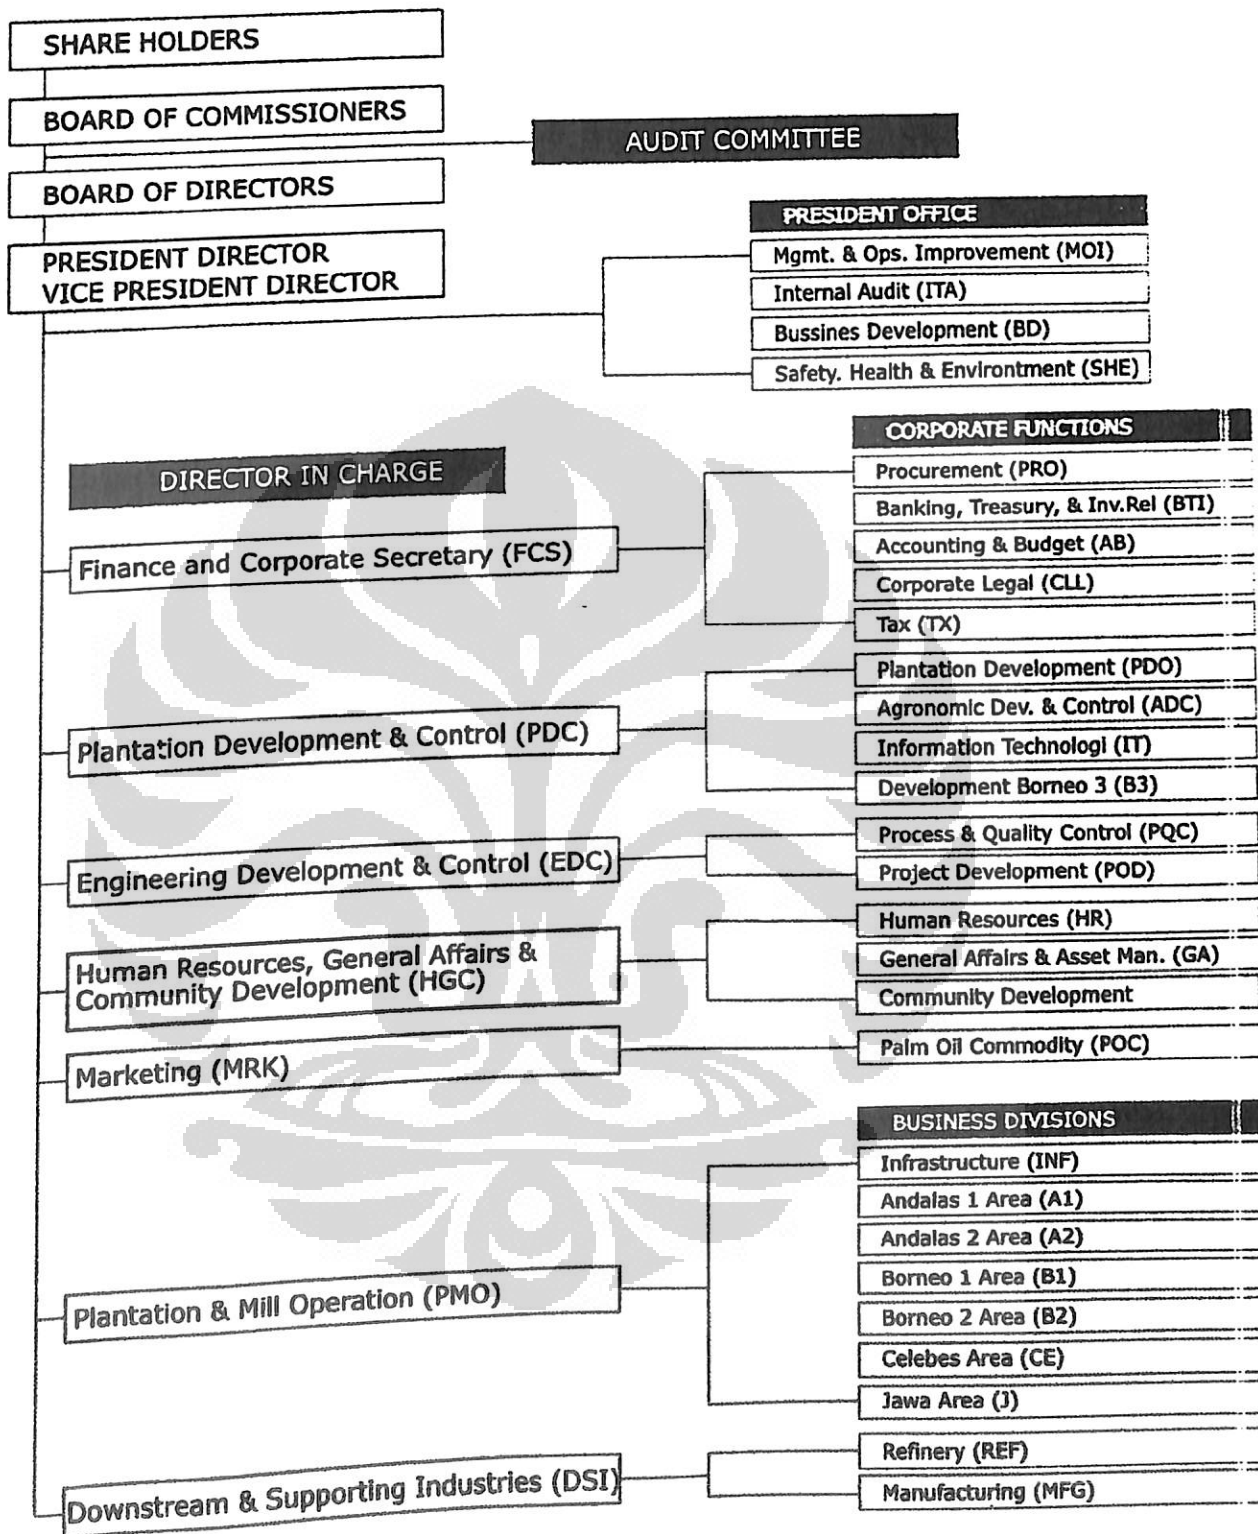 SHARE HOLDERS
BOARD OF COMMISSIONERS
AUDIT COMMITTEE
BOARD OF DIRECTORS
PRESIDENT DIRECTOR
VICE PRESIDENT DIRECTOR
PRESIDENT OFFICE
Mgmt. & Ops. Improvement (MOI)
Internal Audit (ITA)
Bussines Development (BD)
Safety. Health & Environtment (SHE)
DIRECTOR IN CHARGE
CORPORATE FUNCTIONS
Finance and Corporate Secretary (FCS)
Procurement (PRO)
Banking, Treasury, & Inv.Rel (BTI)
Accounting & Budget (AB)
Corporate Legal (CLL)
Tax (TX)
Plantation Development & Control (PDC)
Plantation Development (PDO)
Agronomic Dev. & Control (ADC)
Information Technologi (IT)
Development Borneo 3 (B3)
Engineering Development & Control (EDC)
Process & Quality Control (PQC)
Project Development (POD)
Human Resources, General Affairs &
Community Development (HGC)
Human Resources (HR)
General Affairs & Asset Man. (GA)
Community Development
Marketing (MRK)
Palm Oil Commodity (POC)
BUSINESS DIVISIONS
Plantation & Mill Operation (PMO)
Infrastructure (INF)
Andalas 1 Area (A1)
Andalas 2 Area (A2)
Borneo 1 Area (B1)
Borneo 2 Area (B2)
Celebes Area (CE)
Jawa Area (J)
Downstream & Supporting Industries (DSI)
Refinery (REF)
Manufacturing (MFG)